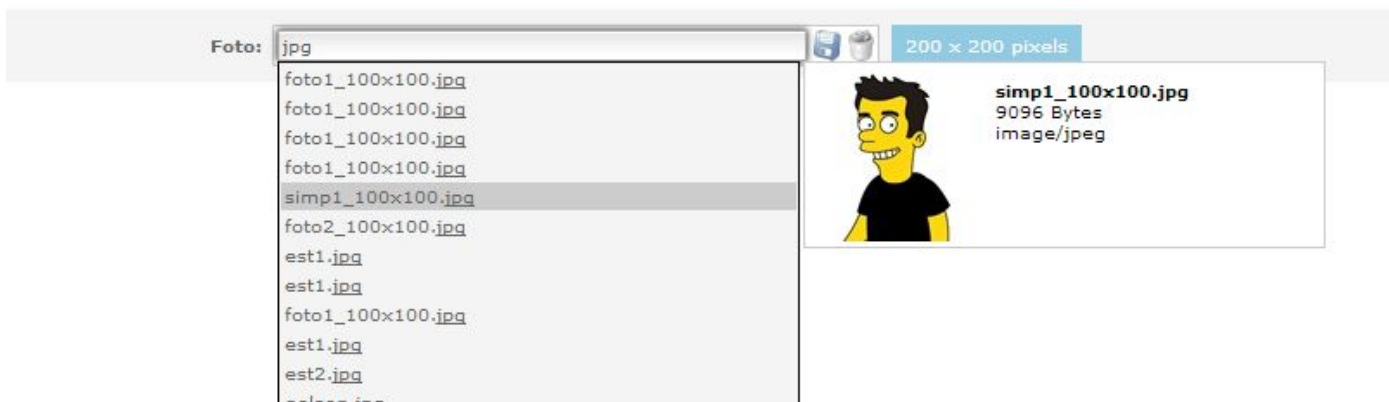 Foto: jpg 200 x 200 pixels
foto1_100x100.jpg
simp1_100x100.jpg
9096 Bytes
image/jpeg
foto1_100x100.jpg
foto1_100x100.jpg
foto1_100x100.jpg
simp1_100x100.jpg
foto2_100x100.jpg
est1.jpg
est1.jpg
foto1_100x100.jpg
est1.jpg
est2.jpg